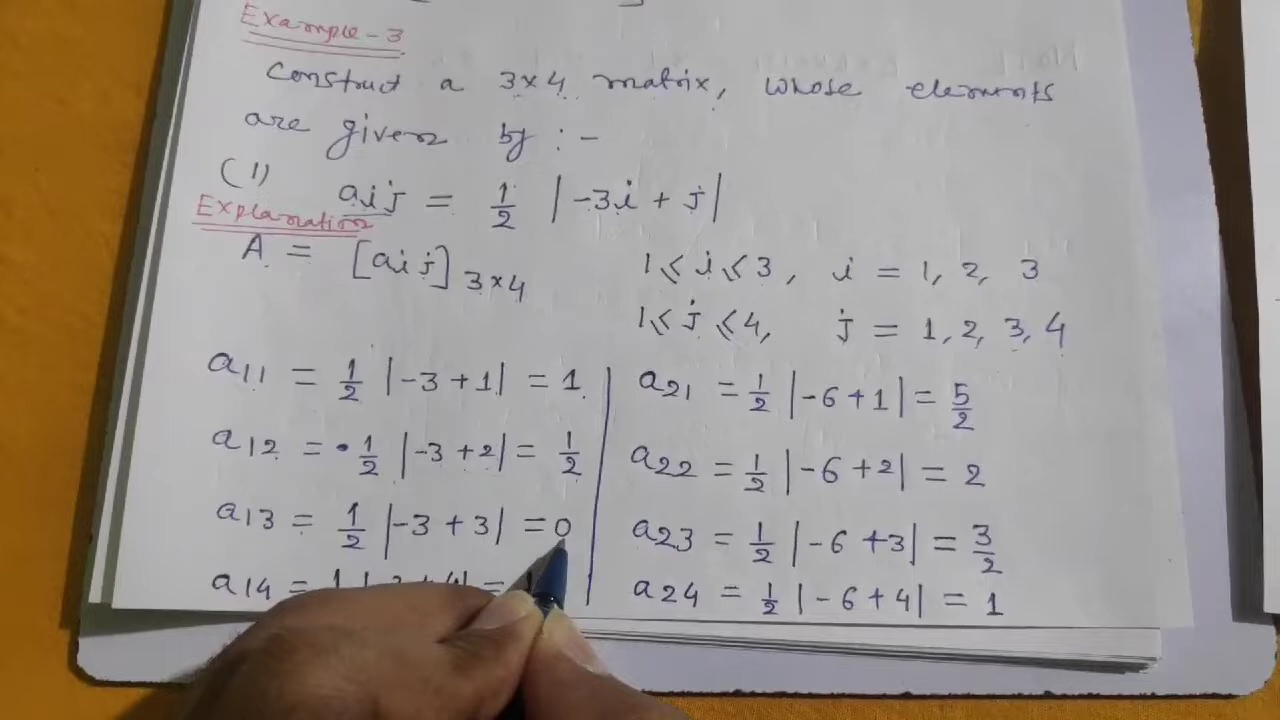 Example-3
Construct a 3×4 matrix, whose elements
are given by :-
(1) aij = 1/2 |-3i + j|
Explanation
A = [aij] 3×4
1⩽i⩽3, i = 1, 2, 3
1⩽j⩽4, j = 1, 2, 3, 4
a11 = 1/2 |-3+1| = 1
a12 = 1/2 |-3+2| = 1/2
a13 = 1/2 |-3+3| = 0
a14 =
a21 = 1/2 |-6+1| = 5/2
a22 = 1/2 |-6+2| = 2
a23 = 1/2 |-6+3| = 3/2
a24 = 1/2 |-6+4| = 1